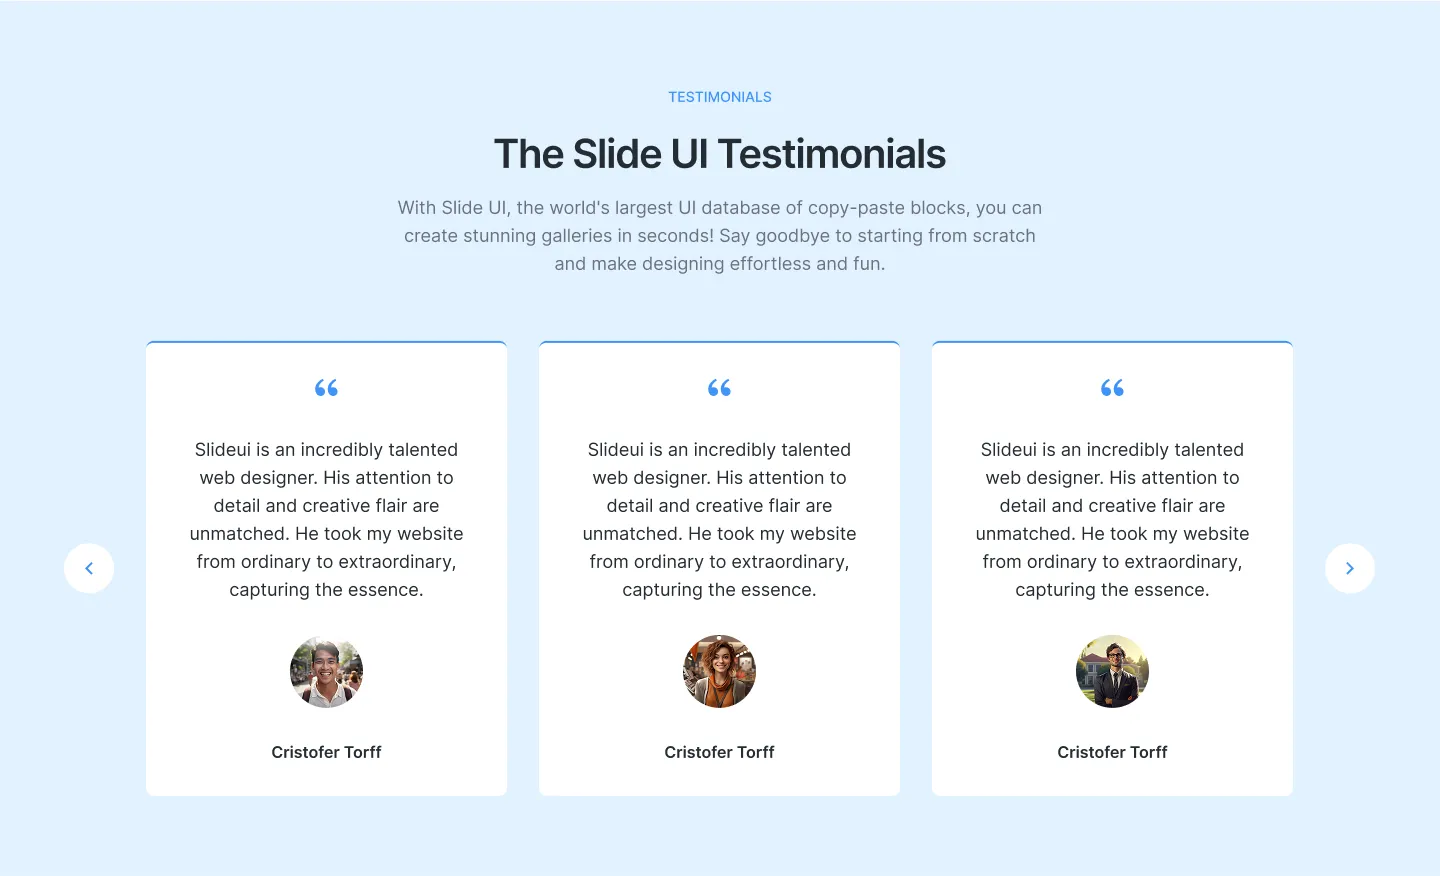 TESTIMONIALS
The Slide UI Testimonials
With Slide UI, the world's largest UI database of copy-paste blocks, you can
create stunning galleries in seconds! Say goodbye to starting from scratch
and make designing effortless and fun.
“
Slideui is an incredibly talented
web designer. His attention to
detail and creative flair are
unmatched. He took my website
from ordinary to extraordinary,
capturing the essence.
Cristofer Torff
“
Slideui is an incredibly talented
web designer. His attention to
detail and creative flair are
unmatched. He took my website
from ordinary to extraordinary,
capturing the essence.
Cristofer Torff
“
Slideui is an incredibly talented
web designer. His attention to
detail and creative flair are
unmatched. He took my website
from ordinary to extraordinary,
capturing the essence.
Cristofer Torff